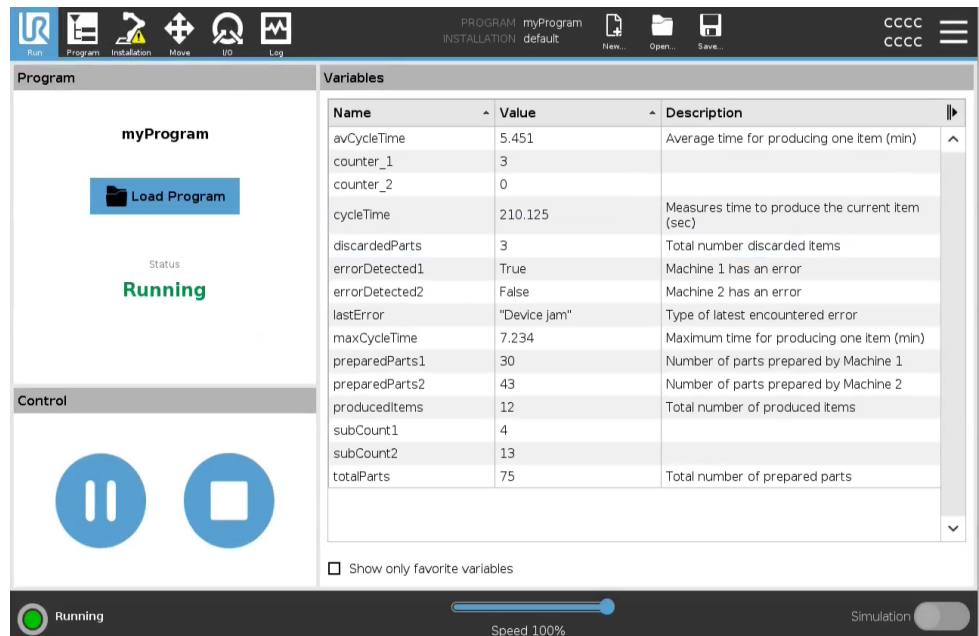 UR
PROGRAM myProgram
INSTALLATION default
Run Program Installation Move I/O Log New... Open... Save...
CCCC
CCCC
Program
myProgram
Load Program
Status
Running
Control
Variables
Name Value Description
avCycleTime 5.451 Average time for producing one item (min)
counter_1 3
counter_2 0
cycleTime 210.125 Measures time to produce the current item
(sec)
discardedParts 3 Total number discarded items
errorDetected1 True Machine 1 has an error
errorDetected2 False Machine 2 has an error
lastError "Device jam" Type of latest encountered error
maxCycleTime 7.234 Maximum time for producing one item (min)
preparedParts1 30 Number of parts prepared by Machine 1
preparedParts2 43 Number of parts prepared by Machine 2
producedItems 12 Total number of produced items
subCount1 4
subCount2 13
totalParts 75 Total number of prepared parts
Show only favorite variables
Running
Speed 100%
Simulation